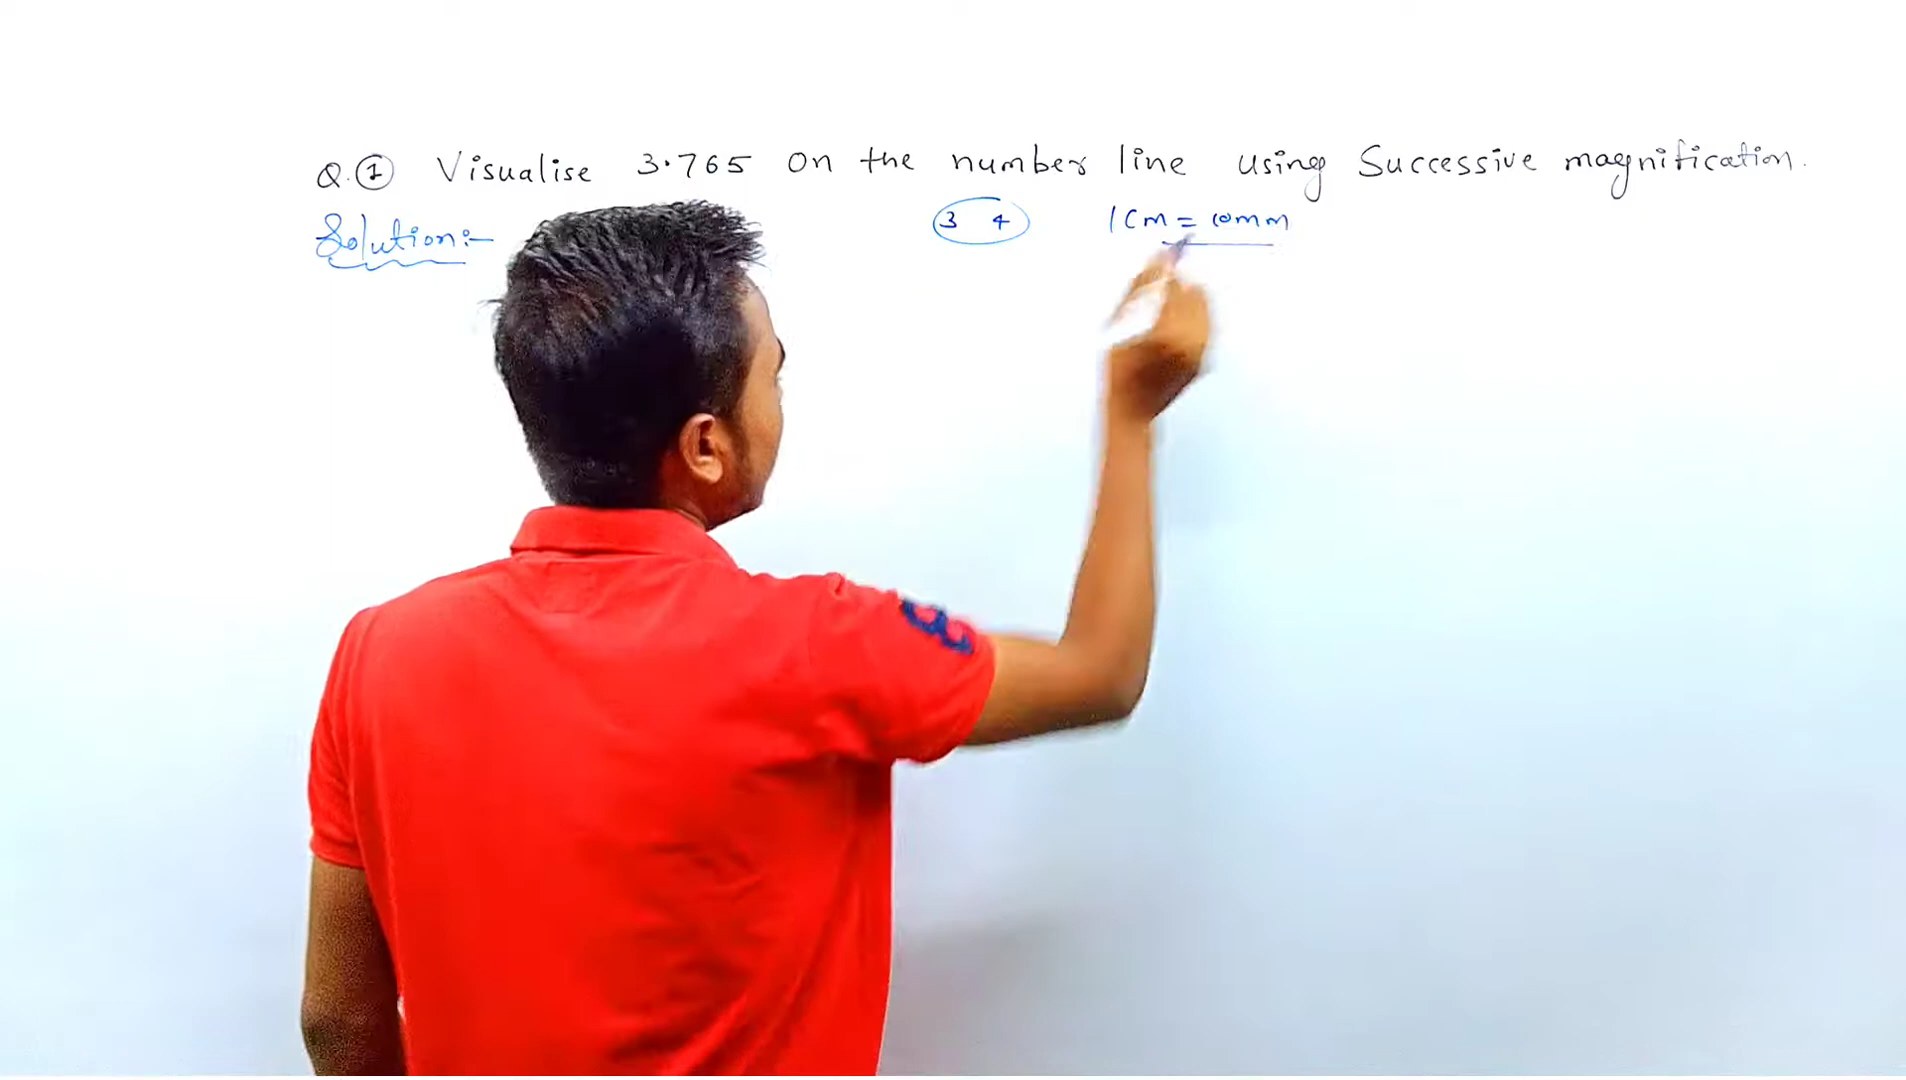 Q.① Visualise 3.765 on the number line using Successive magnification.
Solution:-
3 4 1Cm = 10mm